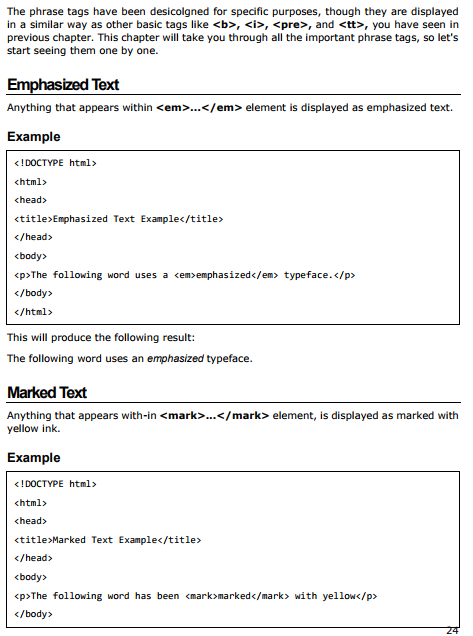 The phrase tags have been desicolgned for specific purposes, though they are displayed
in a similar way as other basic tags like <b>, <i>, <pre>, and <tt>, you have seen in
previous chapter. This chapter will take you through all the important phrase tags, so let's
start seeing them one by one.
Emphasized Text
Anything that appears within <em>...</em> element is displayed as emphasized text.
Example
<!DOCTYPE html>
<html>
<head>
<title>Emphasized Text Example</title>
</head>
<body>
<p>The following word uses a <em>emphasized</em> typeface.</p>
</body>
</html>
This will produce the following result:
The following word uses an emphasized typeface.
Marked Text
Anything that appears with-in <mark>...</mark> element, is displayed as marked with
yellow ink.
Example
<!DOCTYPE html>
<html>
<head>
<title>Marked Text Example</title>
</head>
<body>
<p>The following word has been <mark>marked</mark> with yellow</p>
</body>
24